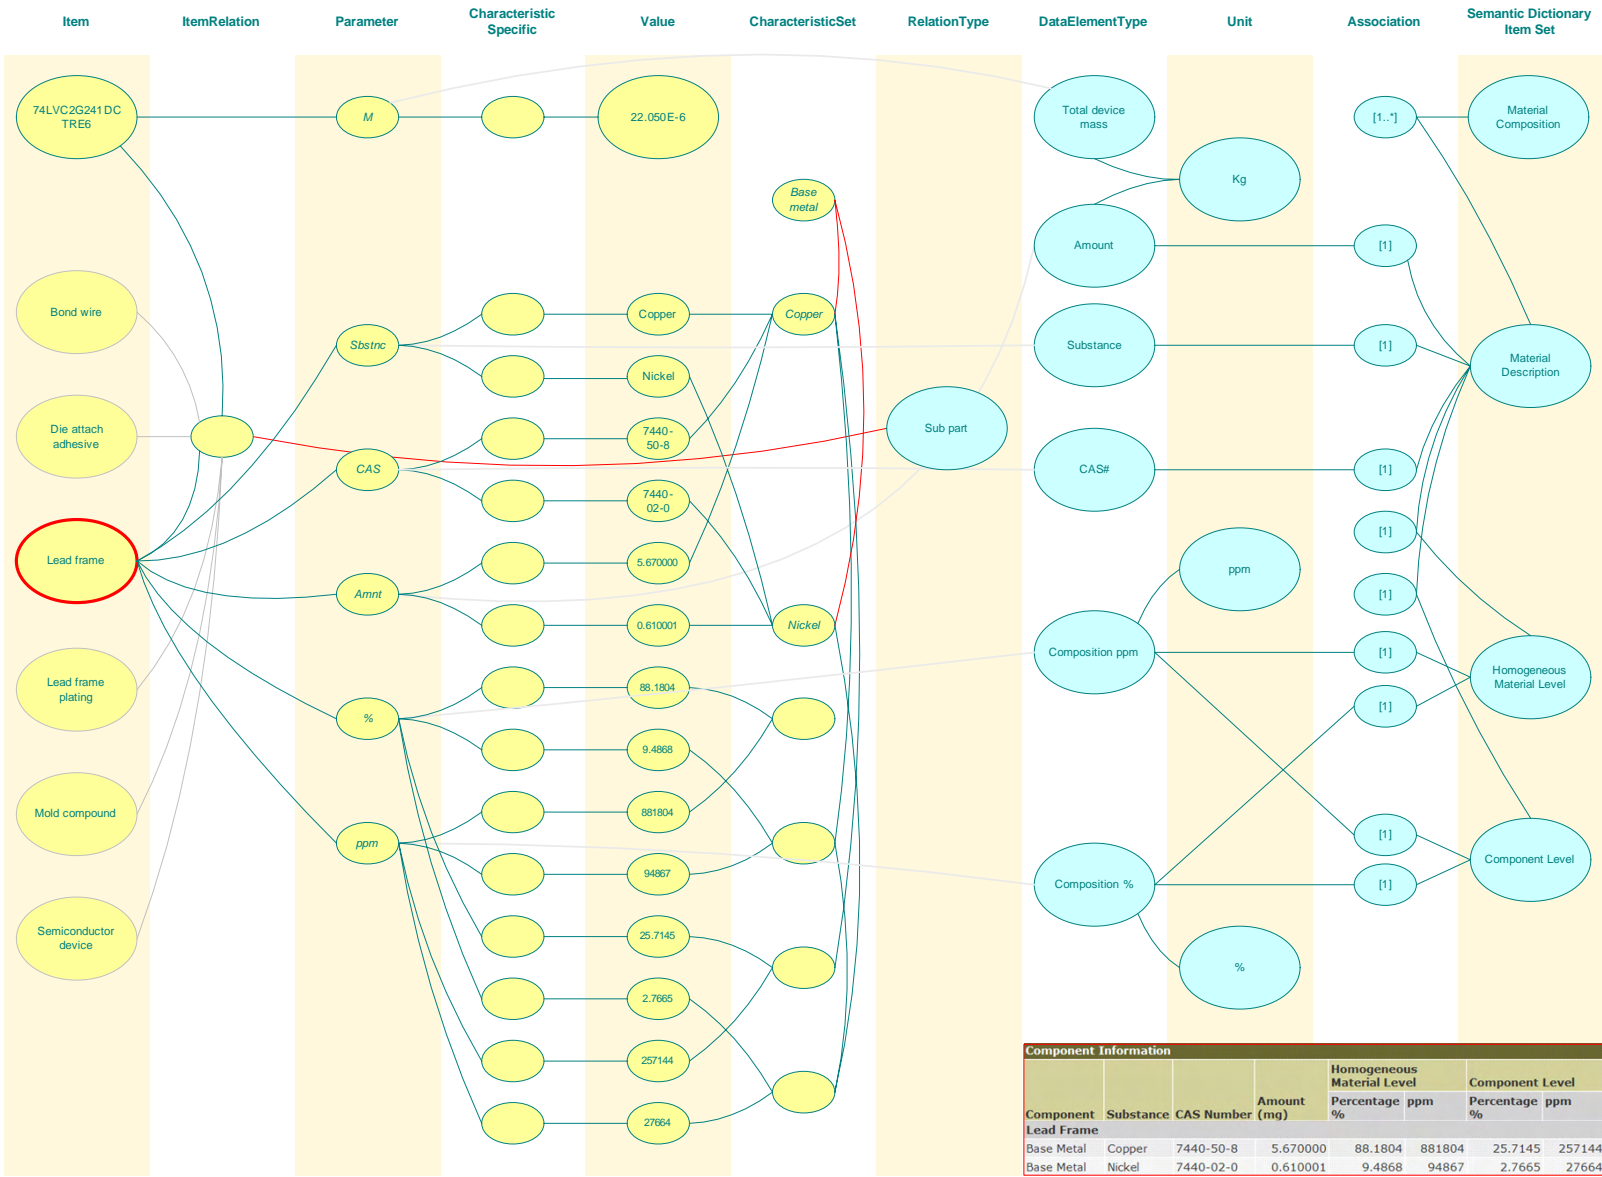 Item ItemRelation Parameter Characteristic Specific Value CharacteristicSet RelationType DataElementType Unit Association Semantic Dictionary Item Set
74LVC2G241DC
TRE6
M
22.050E-6
Total device
mass
[1..*]
Material
Composition
Kg
Base
metal
Amount
[1]
Bond wire
Copper
Copper
Sbstnc
Substance
[1]
Material
Description
Nickel
Die attach
adhesive
Sub part
7440-
50-8
CAS
CAS#
[1]
7440-
02-0
[1]
Lead frame
5.670000
ppm
Amnt
[1]
0.610001
Nickel
Composition ppm
[1]
Homogeneous
Material Level
Lead frame
plating
88.1804
[1]
%
9.4868
Mold compound
881804
[1]
ppm
Component Level
94867
Composition %
[1]
Semiconductor
device
25.7145
%
2.7665
257144
27664
Component Information
Homogeneous
Material Level Component Level
Component Substance CAS Number Amount
(mg) Percentage
% ppm Percentage
% ppm
Lead Frame
Base Metal Copper 7440-50-8 5.670000 88.1804 881804 25.7145 257144
Base Metal Nickel 7440-02-0 0.610001 9.4868 94867 2.7665 27664